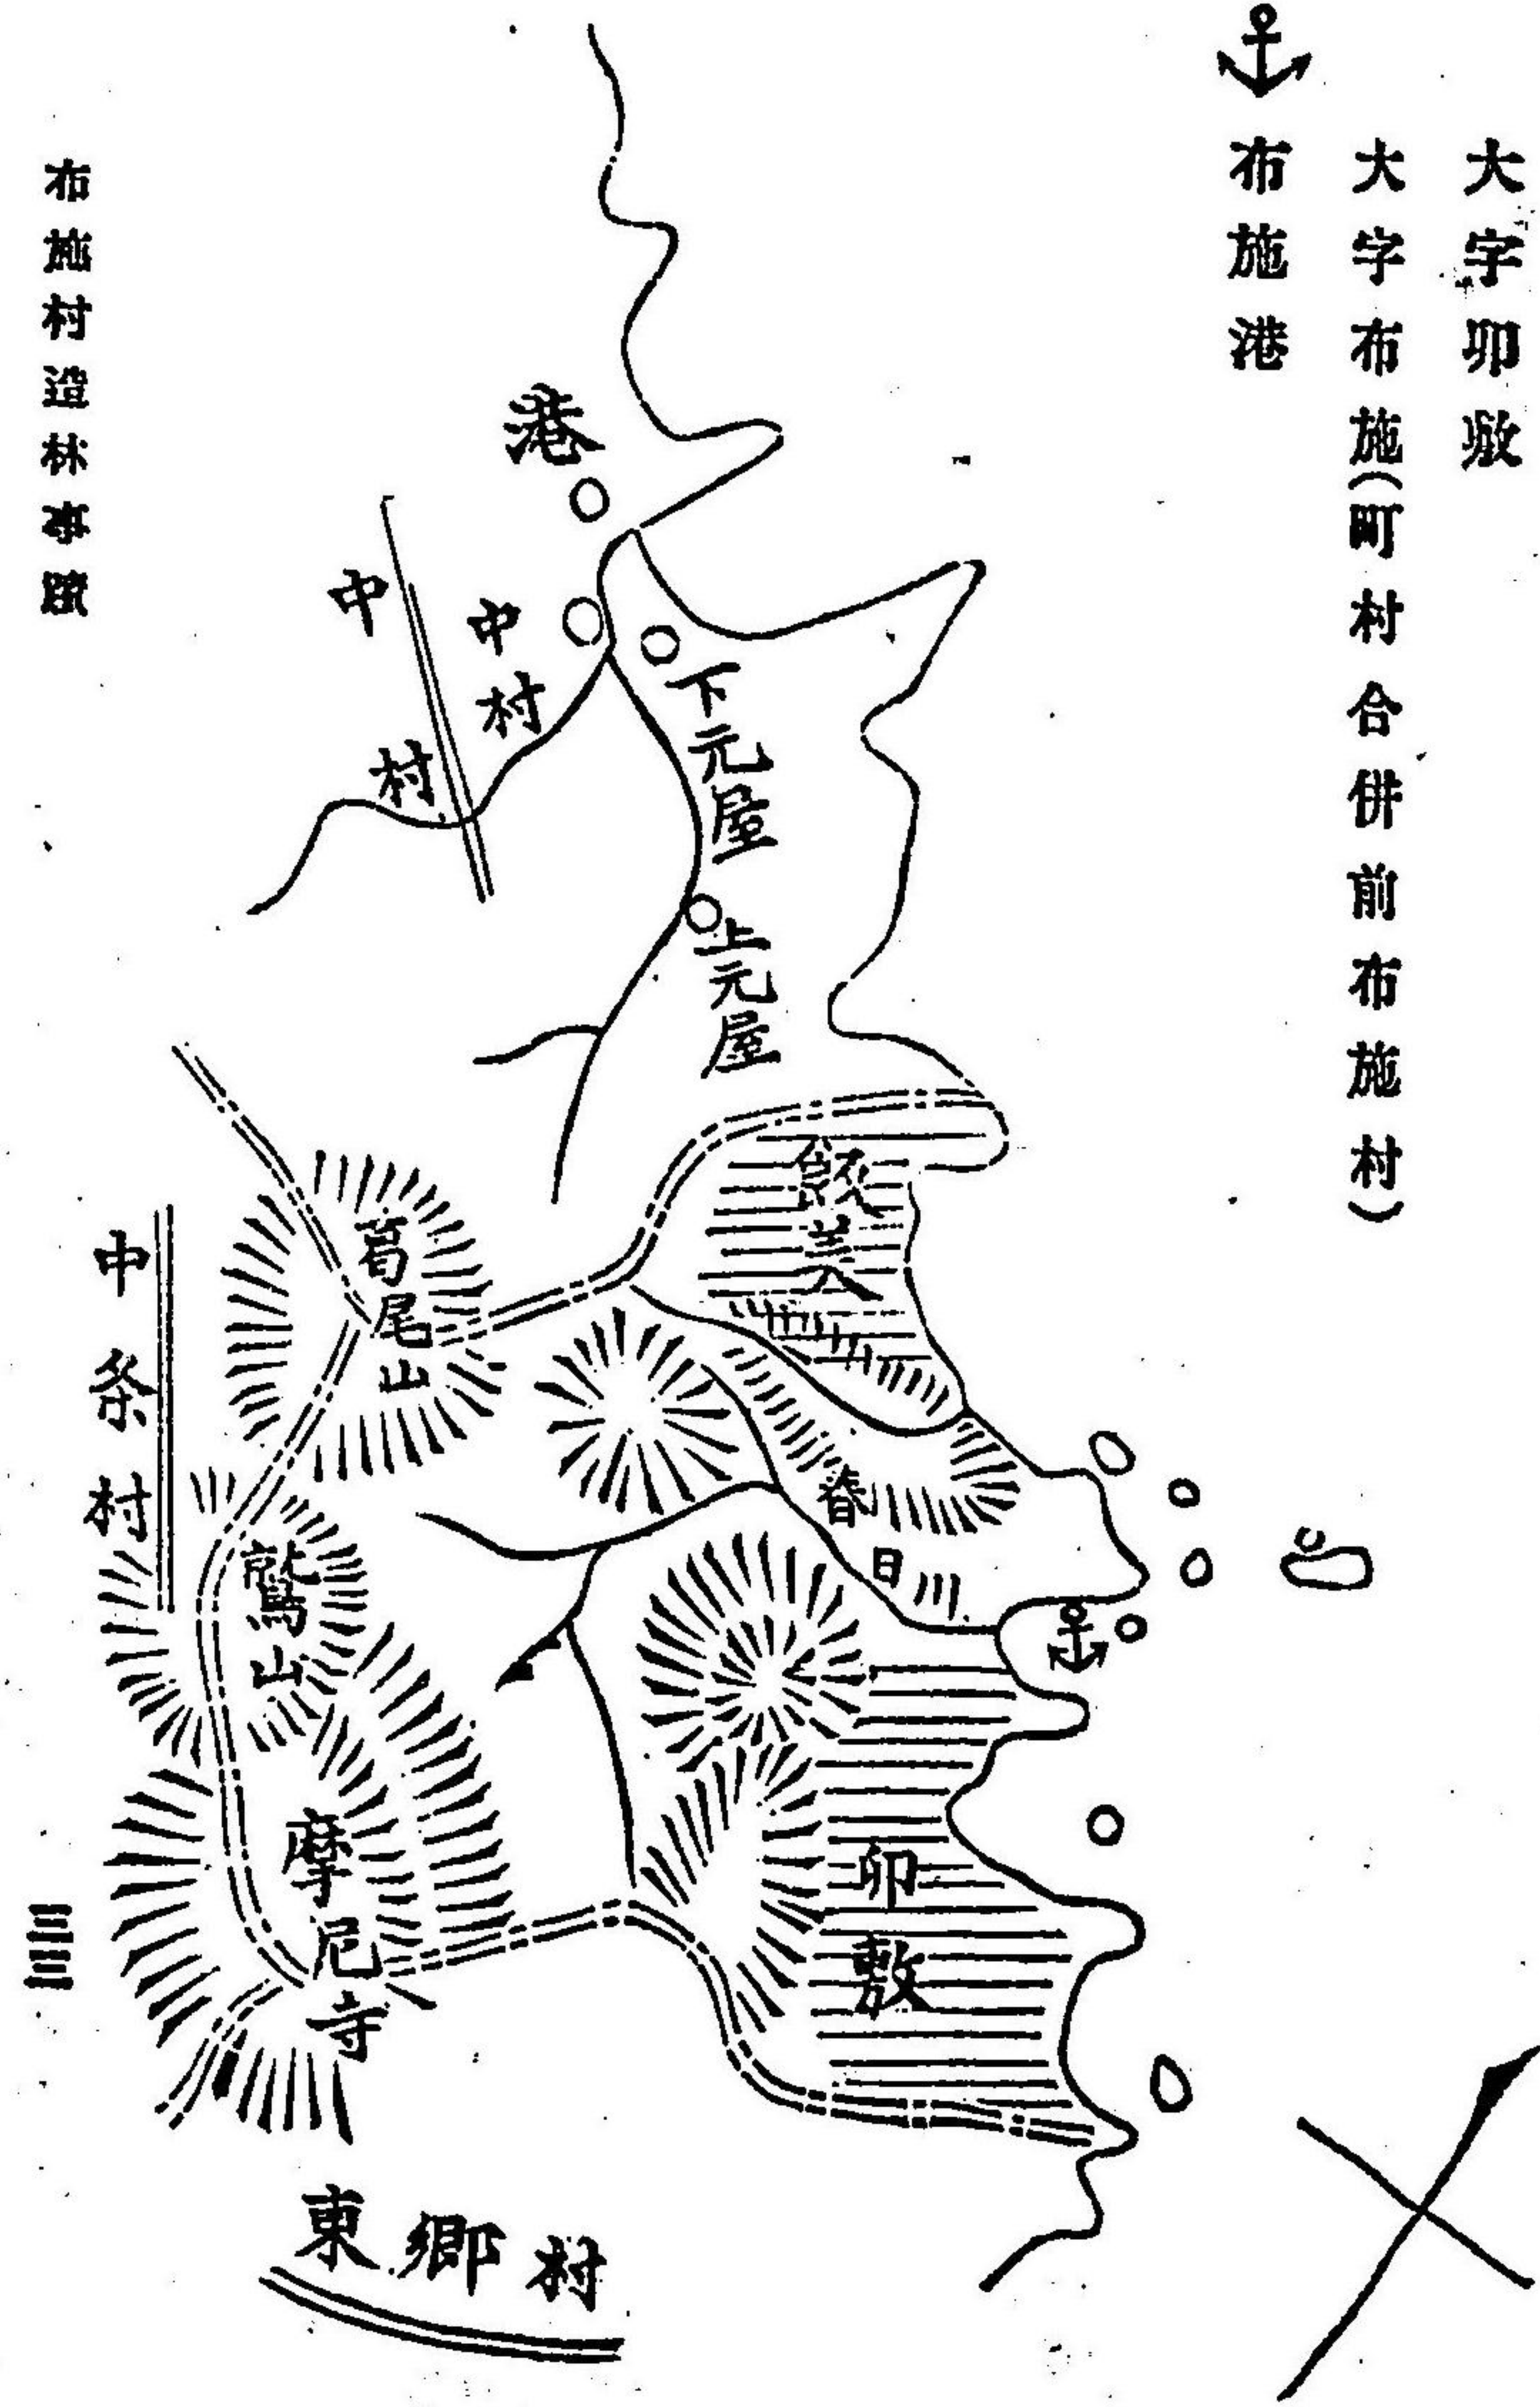 大字卯敷
大字布施(町村合併前布施村)
布施港
港
中村
中村
下元屋
上元屋
飯美
葛尾山
中条村
春日川
鷲山
摩尼寺
卯敷
東郷村
布施村造林事蹟
三三